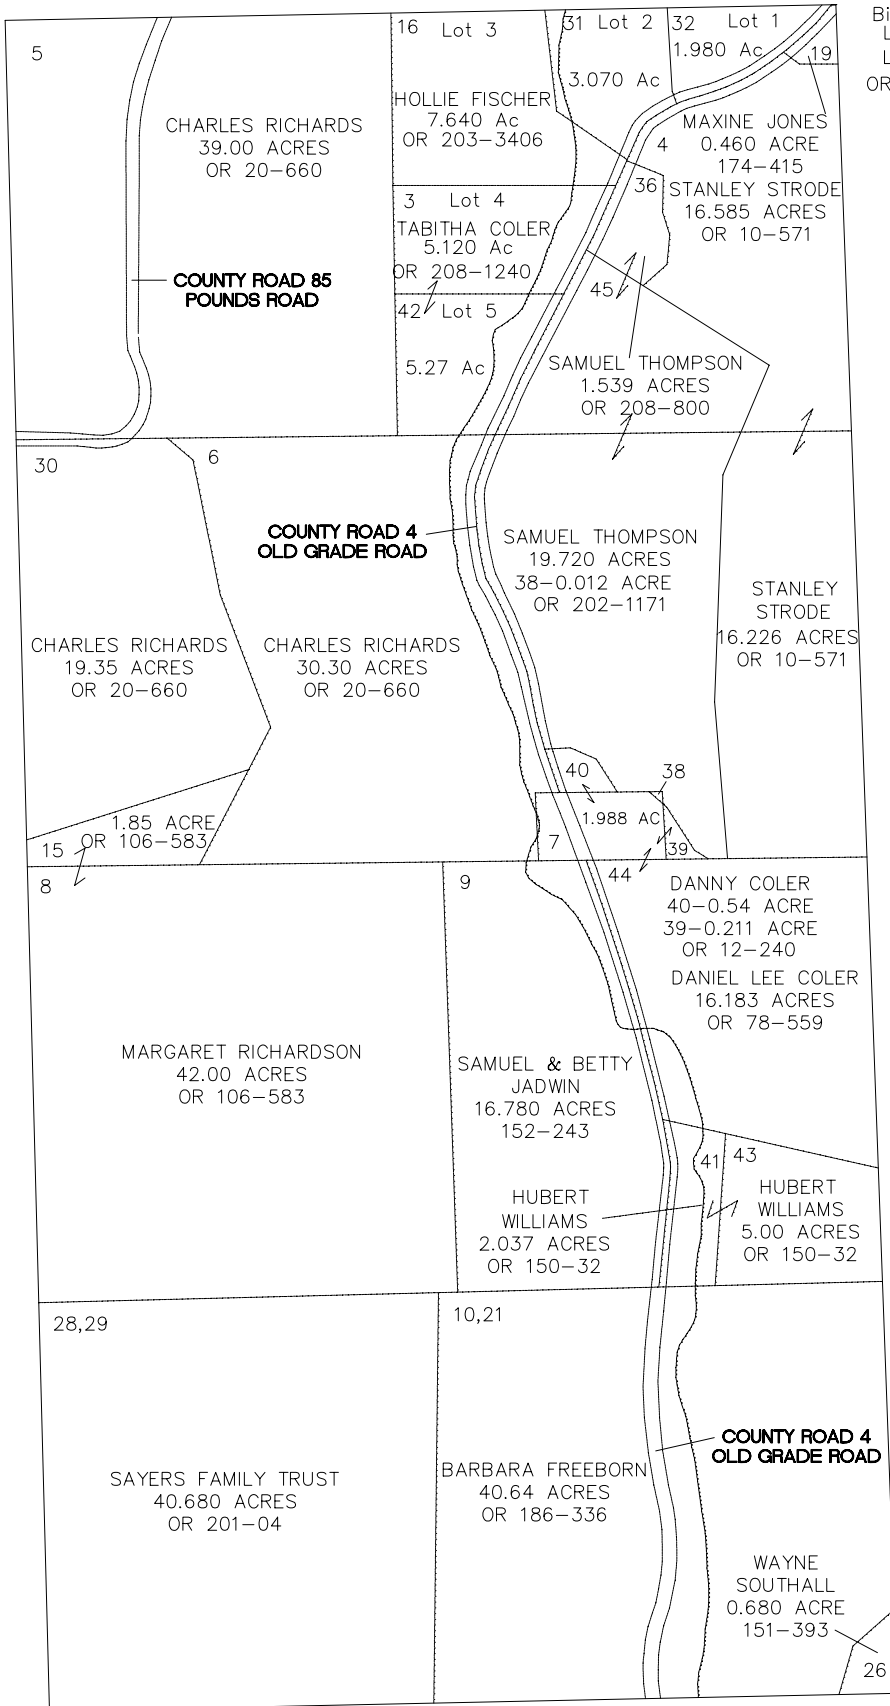 5
CHARLES RICHARDS
39.00 ACRES
OR 20-660
COUNTY ROAD 85
POUNDS ROAD
16 Lot 3
HOLLIE FISCHER
7.640 Ac
OR 203-3406
31 Lot 2
3.070 Ac
32 Lot 1
1.980 Ac
19
Bi
L
L
OR
MAXINE JONES
0.460 ACRE
174-415
4
STANLEY STRODE
16.585 ACRES
OR 10-571
36
3 Lot 4
TABITHA COLER
5.120 Ac
OR 208-1240
42 Lot 5
5.27 Ac
45
SAMUEL THOMPSON
1.539 ACRES
OR 208-800
30
6
COUNTY ROAD 4
OLD GRADE ROAD
SAMUEL THOMPSON
19.720 ACRES
38-0.012 ACRE
OR 202-1171
STANLEY
STRODE
16.226 ACRES
OR 10-571
CHARLES RICHARDS
19.35 ACRES
OR 20-660
CHARLES RICHARDS
30.30 ACRES
OR 20-660
40
38
1.988 AC
7
39
15
1.85 ACRE
OR 106-583
8
9
44
DANNY COLER
40-0.54 ACRE
39-0.211 ACRE
OR 12-240
DANIEL LEE COLER
16.183 ACRES
OR 78-559
MARGARET RICHARDSON
42.00 ACRES
OR 106-583
SAMUEL & BETTY
JADWIN
16.780 ACRES
152-243
41
43
HUBERT
WILLIAMS
2.037 ACRES
OR 150-32
HUBERT
WILLIAMS
5.00 ACRES
OR 150-32
28,29
10,21
COUNTY ROAD 4
OLD GRADE ROAD
SAYERS FAMILY TRUST
40.680 ACRES
OR 201-04
BARBARA FREEBORN
40.64 ACRES
OR 186-336
WAYNE
SOUTHALL
0.680 ACRE
151-393
26